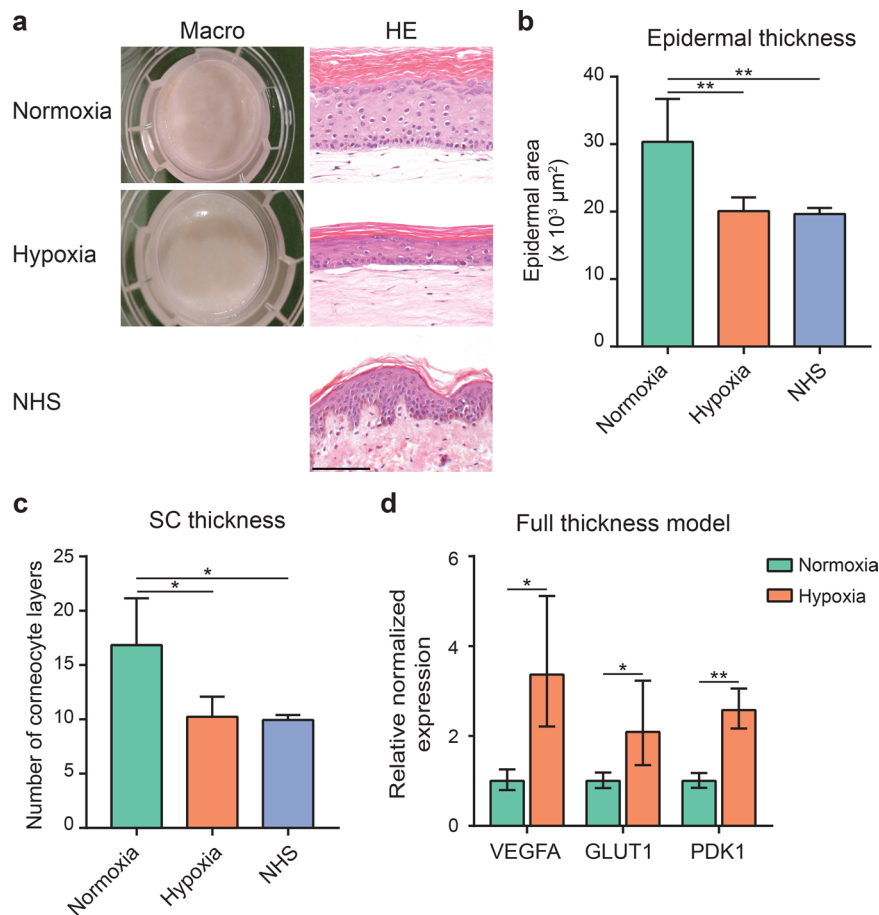 a
Macro
HE
Normoxia
Hypoxia
NHS
b
Epidermal thickness
Epidermal area
(x 10³ µm²)
40
30
20
10
0
**
**
Normoxia
Hypoxia
NHS
c
SC thickness
Number of corneocyte layers
25
20
15
10
5
0
*
*
Normoxia
Hypoxia
NHS
d
Full thickness model
Relative normalized
expression
6
4
2
0
*
*
**
VEGFA
GLUT1
PDK1
Normoxia
Hypoxia